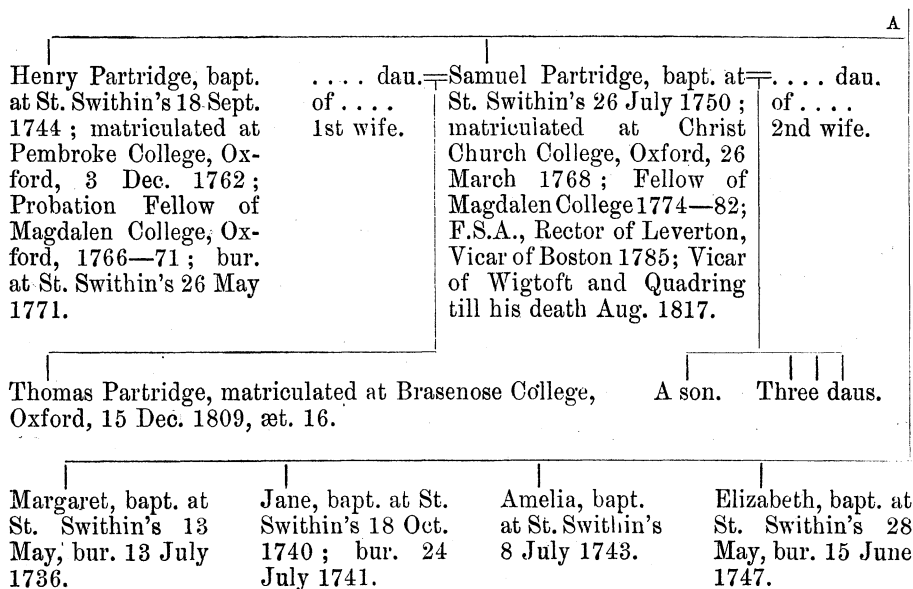 A
Henry Partridge, bapt.
at St. Swithin's 18 Sept.
1744 ; matriculated at
Pembroke College, Ox-
ford, 3 Dec. 1762 ;
Probation Fellow of
Magdalen College, Ox-
ford, 1766—71 ; bur.
at St. Swithin's 26 May
1771.
. . . . dau.
of . . . .
1st wife.
Samuel Partridge, bapt. at
St. Swithin's 26 July 1750 ;
matriculated at Christ
Church College, Oxford, 26
March 1768 ; Fellow of
Magdalen College 1774—82;
F.S.A., Rector of Leverton,
Vicar of Boston 1785; Vicar
of Wigtoft and Quadring
till his death Aug. 1817.
. . . . dau.
of . . . .
2nd wife.
Thomas Partridge, matriculated at Brasenose College,
Oxford, 15 Dec. 1809, æt. 16.
A son.
Three daus.
Margaret, bapt. at
St. Swithin's 13
May, bur. 13 July
1736.
Jane, bapt. at St.
Swithin's 18 Oct.
1740 ; bur. 24
July 1741.
Amelia, bapt.
at St. Swithin's
8 July 1743.
Elizabeth, bapt. at
St. Swithin's 28
May, bur. 15 June
1747.